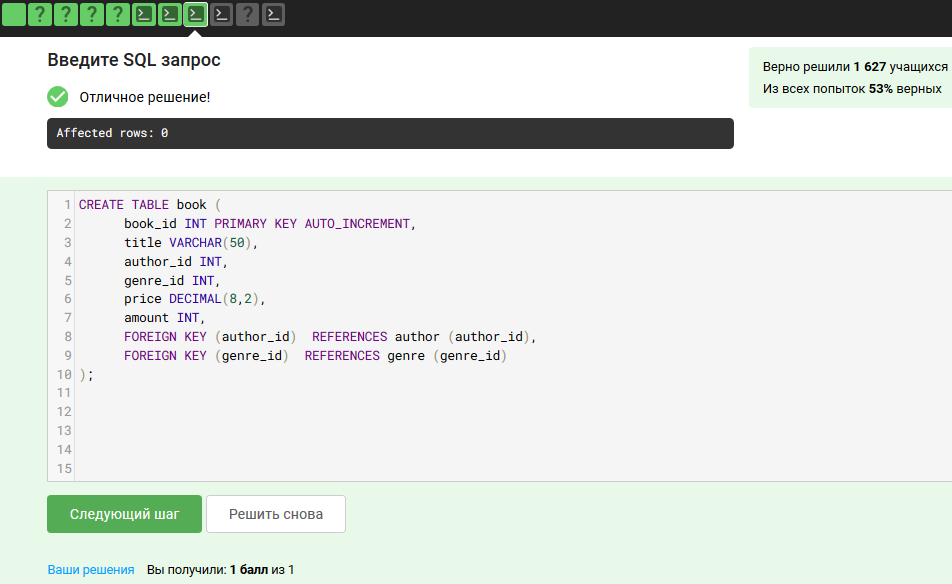 Введите SQL запрос
Верно решили 1 627 учащихся
Из всех попыток 53% верных
Отличное решение!
Affected rows: 0
1 CREATE TABLE book (
2 book_id INT PRIMARY KEY AUTO_INCREMENT,
3 title VARCHAR(50),
4 author_id INT,
5 genre_id INT,
6 price DECIMAL(8,2),
7 amount INT,
8 FOREIGN KEY (author_id)  REFERENCES author (author_id),
9 FOREIGN KEY (genre_id)  REFERENCES genre (genre_id)
10 );
11
12
13
14
15
Следующий шаг Решить снова
Ваши решения Вы получили: 1 балл из 1